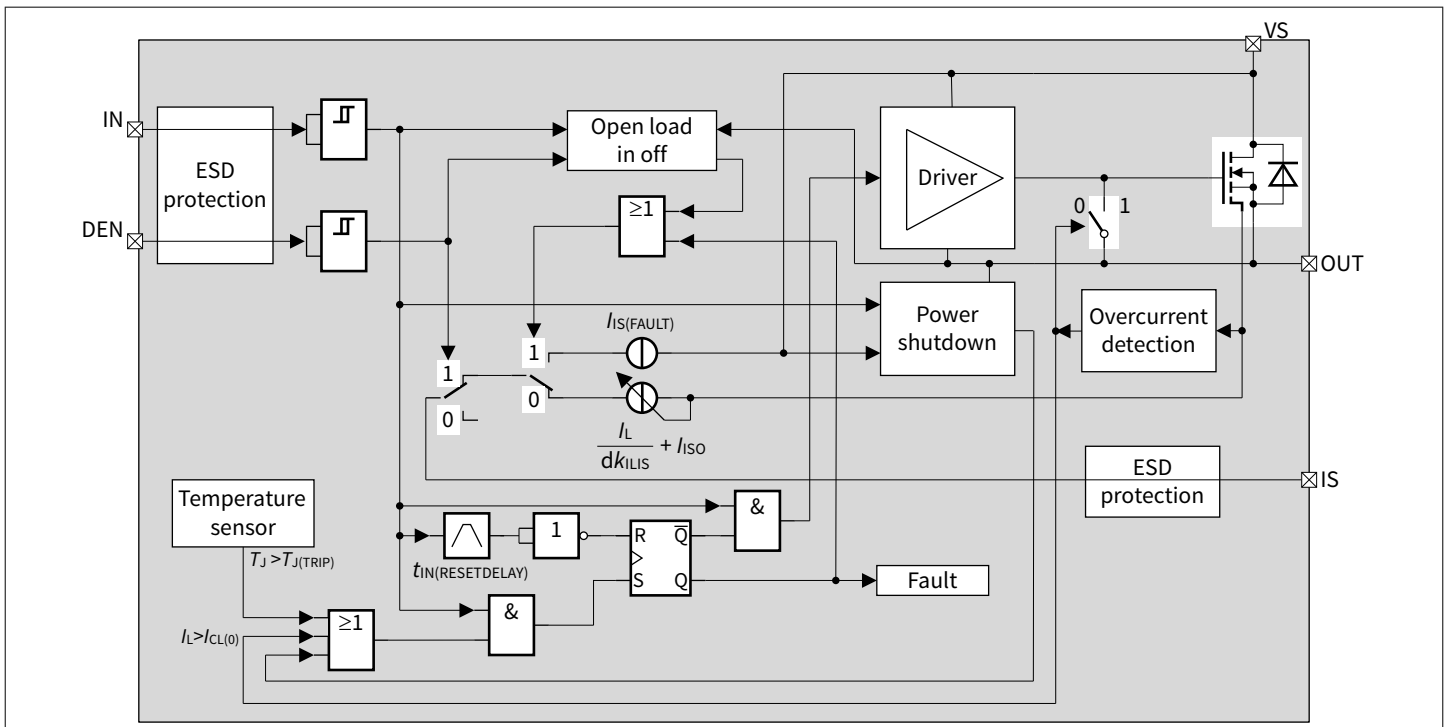 VS
IN
ESD
protection
Open load
in off
Driver
≥1
0 1
DEN
OUT
Power
shutdown
Overcurrent
detection
IIS(FAULT)
1
0
1
0
IL
dkILIS
+ IISO
ESD
protection
IS
Temperature
sensor
TJ >TJ(TRIP)
&
1
R Q̅
S Q
tIN(RESETDELAY)
Fault
&
≥1
IL>ICL(0)